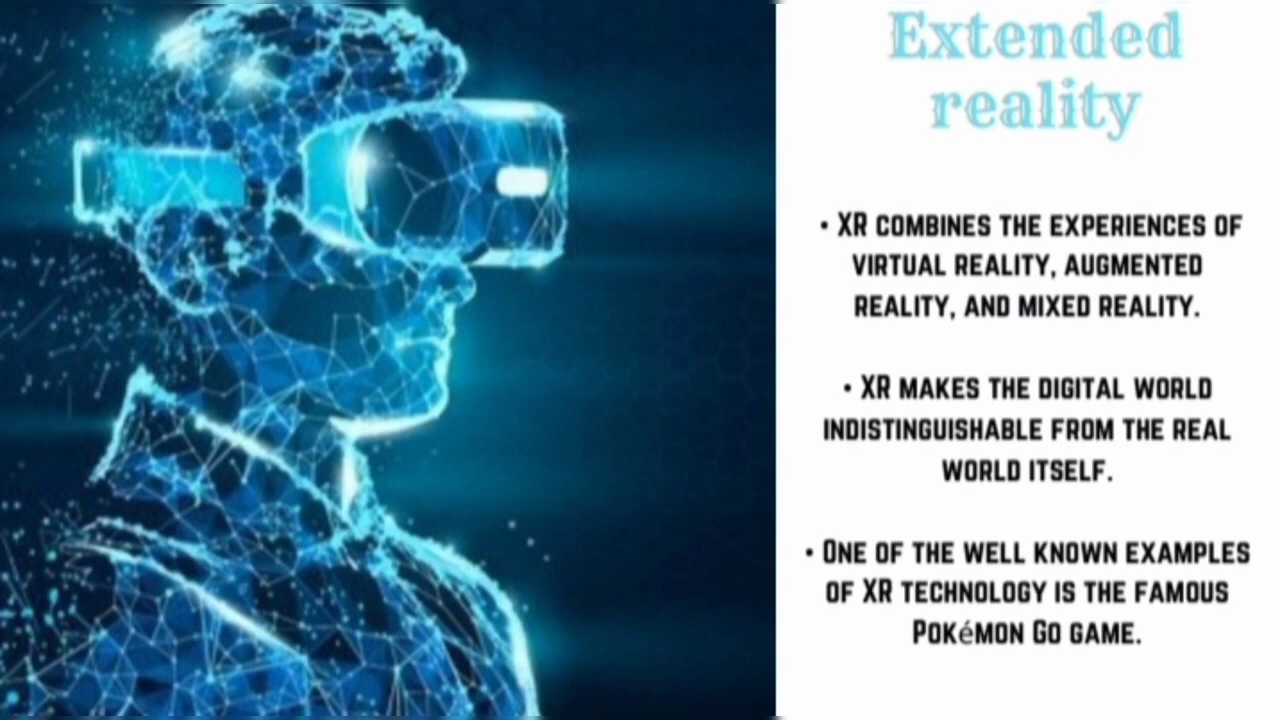 Extended
reality
• XR COMBINES THE EXPERIENCES OF
VIRTUAL REALITY, AUGMENTED
REALITY, AND MIXED REALITY.
• XR MAKES THE DIGITAL WORLD
INDISTINGUISHABLE FROM THE REAL
WORLD ITSELF.
• ONE OF THE WELL KNOWN EXAMPLES
OF XR TECHNOLOGY IS THE FAMOUS
POKéMON GO GAME.